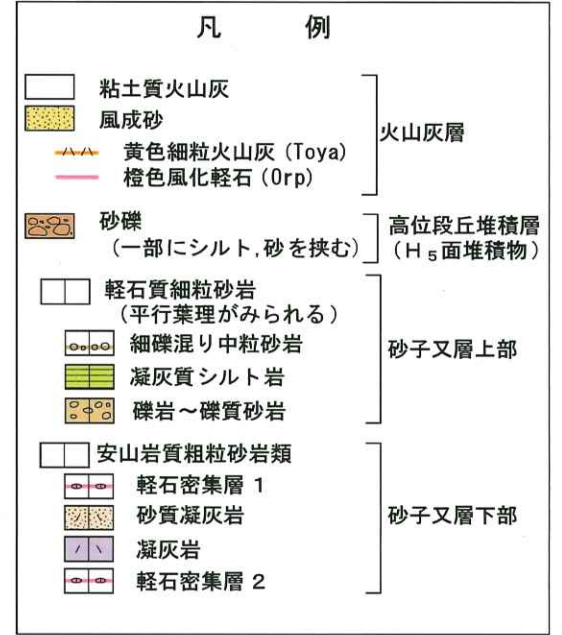 凡 例
粘土質火山灰
風成砂
黄色細粒火山灰 (Toya)
橙色風化軽石 (Orp)
火山灰層
砂礫
(一部にシルト,砂を挟む)
高位段丘堆積層
(H₅面堆積物)
軽石質細粒砂岩
(平行葉理がみられる)
細礫混り中粒砂岩
凝灰質シルト岩
礫岩～礫質砂岩
砂子又層上部
安山岩質粗粒砂岩類
軽石密集層 1
砂質凝灰岩
凝灰岩
軽石密集層 2
砂子又層下部